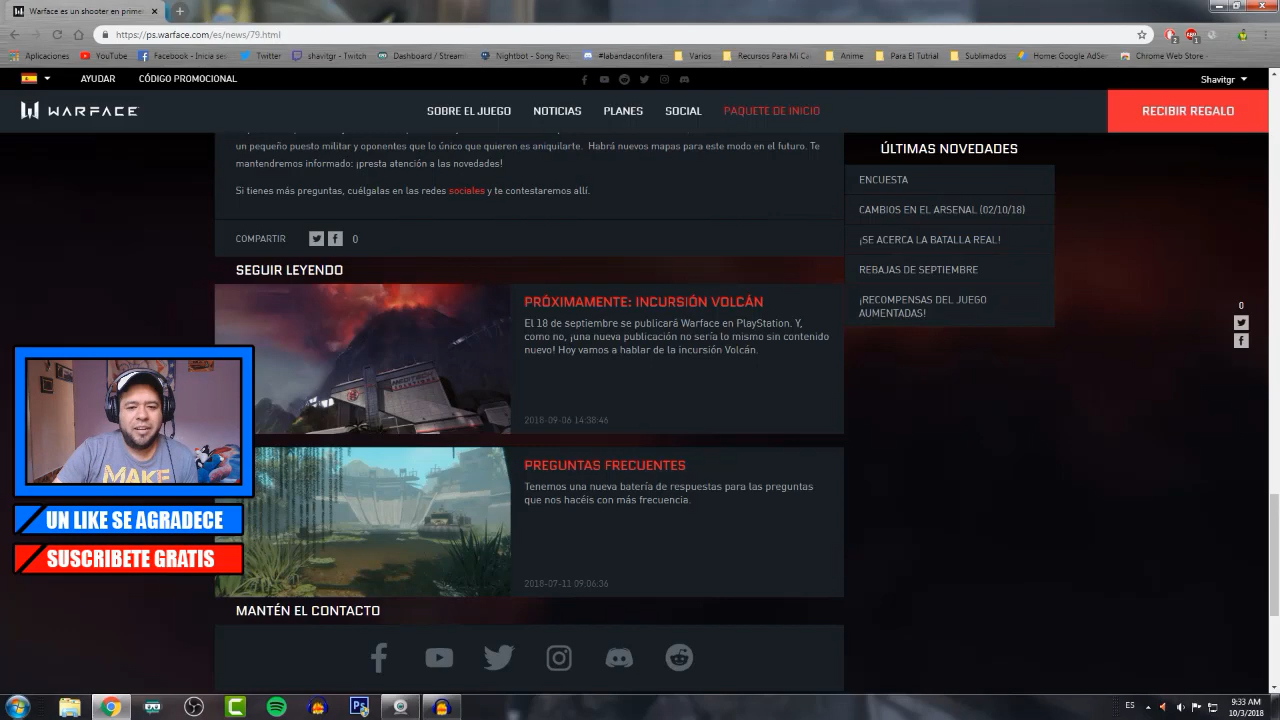 Warface es un shooter en prime
https://ps.warface.com/es/news/79.html
Aplicaciones
YouTube
Facebook - Inicia se
Twitter
shavitgr - Twitch
Dashboard / Stream
Nightbot - Song Req
#labandaconfitera
Varios
Recursos Para Mi Ca
Anime
Para El Tutrial
Sublimados
Home: Google AdSen
Chrome Web Store
AYUDAR
CÓDIGO PROMOCIONAL
Shavitgr
WARFACE
SOBRE EL JUEGO
NOTICIAS
PLANES
SOCIAL
PAQUETE DE INICIO
RECIBIR REGALO
un pequeño puesto militar y oponentes que lo único que quieren es aniquilarte. Habrá nuevos mapas para este modo en el futuro. Te
mantendremos informado: ¡presta atención a las novedades!
Si tienes más preguntas, cuélgalas en las redes sociales y te contestaremos allí.
COMPARTIR
0
SEGUIR LEYENDO
PRÓXIMAMENTE: INCURSIÓN VOLCÁN
El 18 de septiembre se publicará Warface en PlayStation. Y,
como no, ¡una nueva publicación no sería lo mismo sin contenido
nuevo! Hoy vamos a hablar de la incursión Volcán.
2018-09-06 14:38:46
PREGUNTAS FRECUENTES
Tenemos una nueva batería de respuestas para las preguntas
que nos hacéis con más frecuencia.
2018-07-11 09:06:36
MANTÉN EL CONTACTO
ÚLTIMAS NOVEDADES
ENCUESTA
CAMBIOS EN EL ARSENAL (02/10/18)
¡SE ACERCA LA BATALLA REAL!
REBAJAS DE SEPTIEMBRE
¡RECOMPENSAS DEL JUEGO
AUMENTADAS!
0
MAKE
UN LIKE SE AGRADECE
SUSCRIBETE GRATIS
ES
9:33 AM
10/3/2018